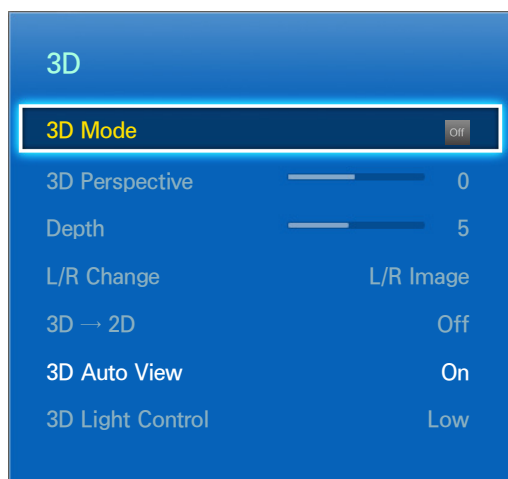 3D
3D Mode Off
3D Perspective 0
Depth 5
L/R Change L/R Image
3D → 2D Off
3D Auto View On
3D Light Control Low